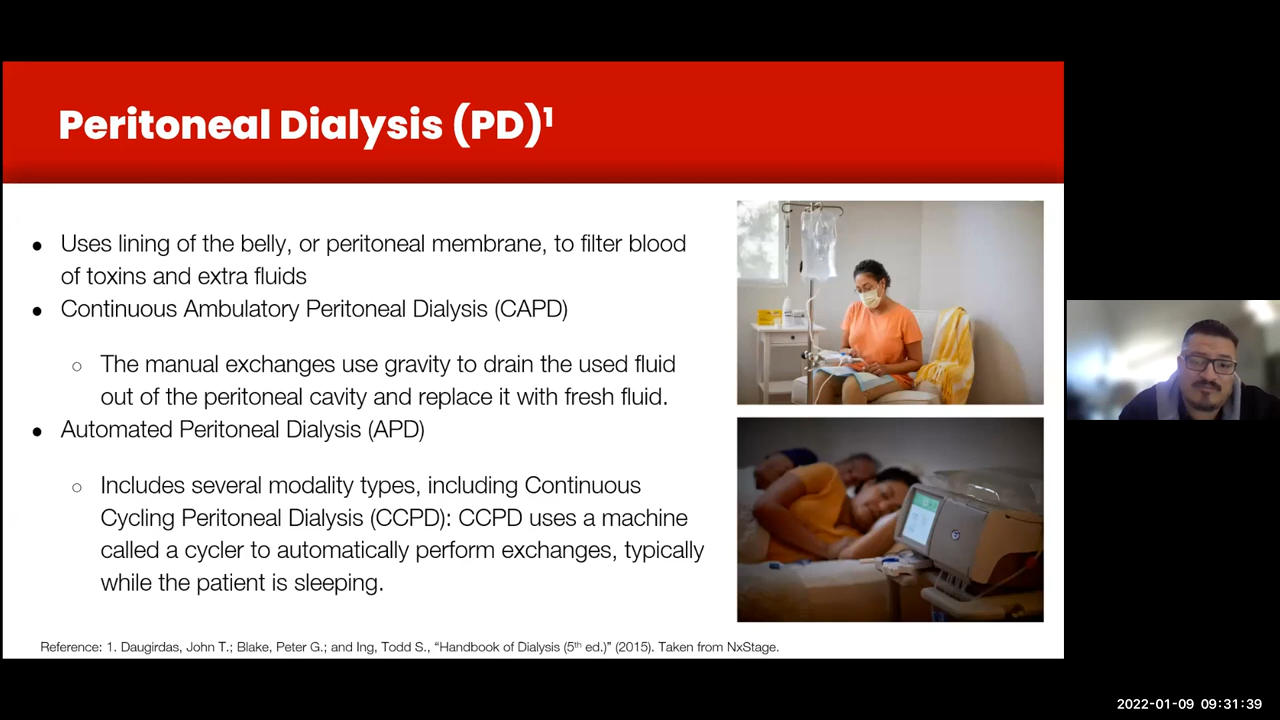 Peritoneal Dialysis (PD)¹
● Uses lining of the belly, or peritoneal membrane, to filter blood
of toxins and extra fluids
● Continuous Ambulatory Peritoneal Dialysis (CAPD)
○ The manual exchanges use gravity to drain the used fluid
out of the peritoneal cavity and replace it with fresh fluid.
● Automated Peritoneal Dialysis (APD)
○ Includes several modality types, including Continuous
Cycling Peritoneal Dialysis (CCPD): CCPD uses a machine
called a cycler to automatically perform exchanges, typically
while the patient is sleeping.
Reference: 1. Daugirdas, John T.; Blake, Peter G.; and Ing, Todd S., “Handbook of Dialysis (5th ed.)” (2015). Taken from NxStage.
2022-01-09 09:31:39